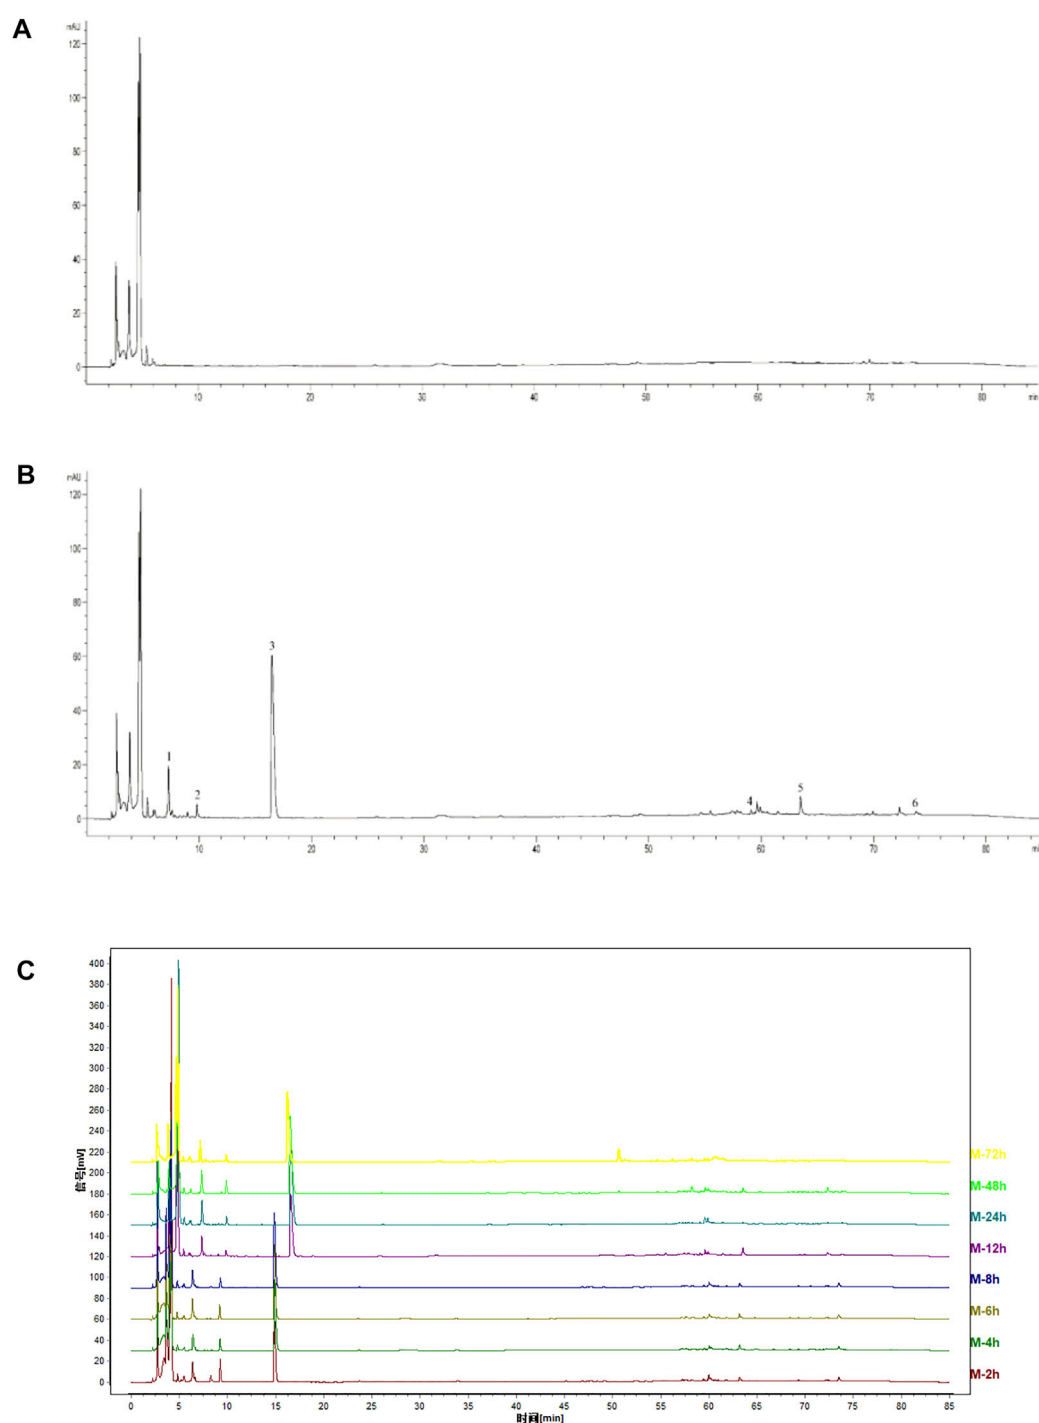 A
mAU
120
100
80
60
40
20
0
10 20 30 40 50 60 70 80 min
B
mAU
120
100
80
60
40
20
0
1 2 3 4 5 6
10 20 30 40 50 60 70 80 min
C
400
380
360
340
320
300
280
260
240
220
200
180
160
140
120
100
80
60
40
20
0
信号[mV]
M-72h
M-48h
M-24h
M-12h
M-8h
M-6h
M-4h
M-2h
0 5 10 15 20 25 30 35 40 45 50 55 60 65 70 75 80 85
时间[min]